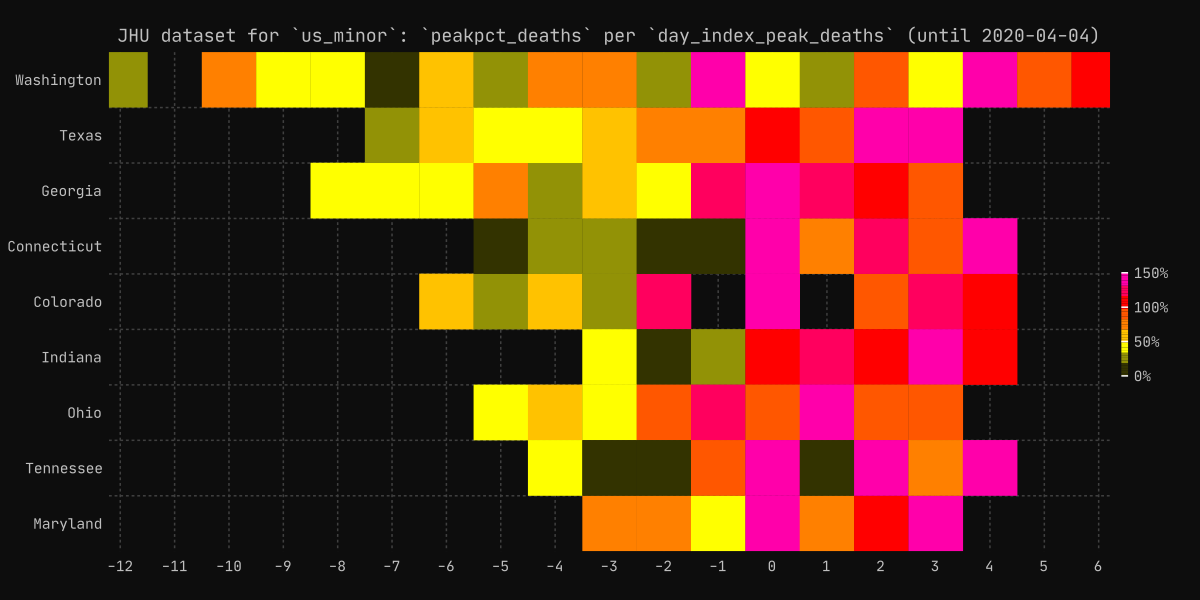 JHU dataset for `us_minor`: `peakpct_deaths` per `day_index_peak_deaths` (until 2020-04-04)
Washington
Texas
Georgia
Connecticut
Colorado
Indiana
Ohio
Tennessee
Maryland
150%
100%
50%
0%
-12 -11 -10 -9 -8 -7 -6 -5 -4 -3 -2 -1 0 1 2 3 4 5 6